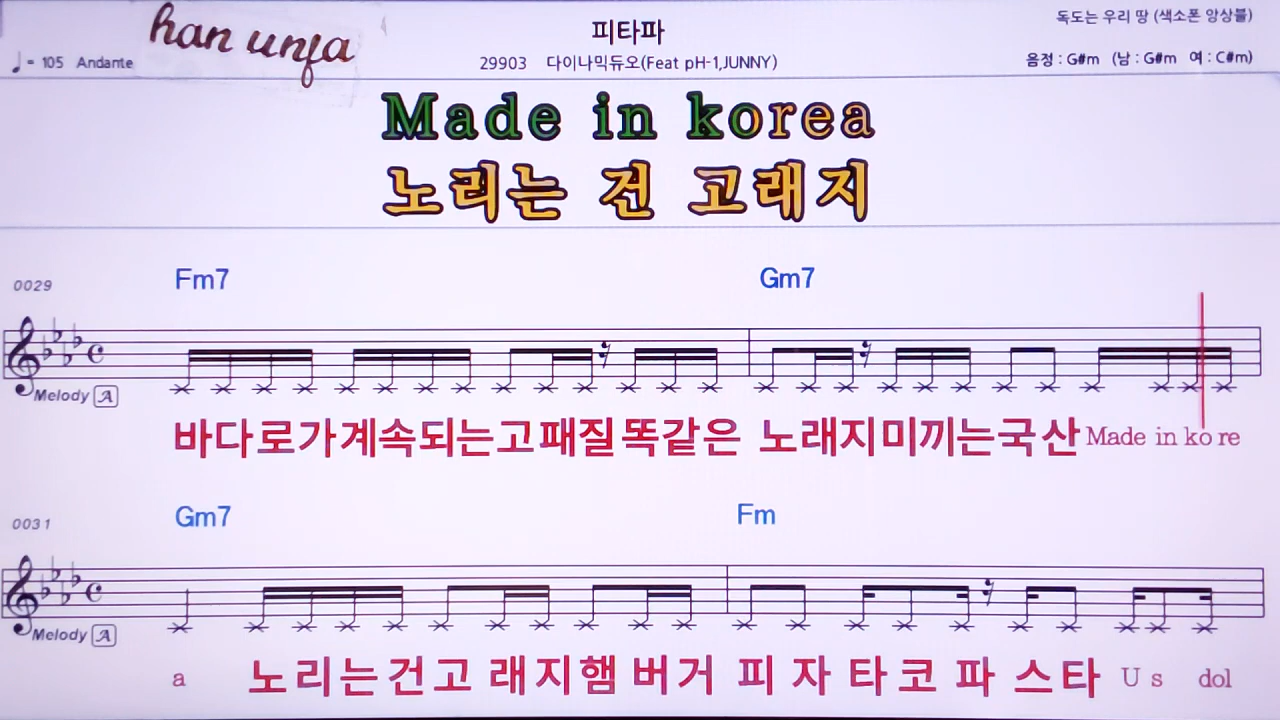 han unja
피타파
독도는 우리 땅 (색소폰 앙상블)
♩ = 105 Andante
29903 다이나믹듀오(Feat pH-1,JUNNY)
음정 : G#m (남 : G#m 여 : C#m)
Made in korea
노리는 건 고래지
Fm7 Gm7
0029
Melody A
바다로가계속되는고패질똑같은 노래지미끼는국산 Made in ko re
Gm7 Fm
0031
Melody A
a 노리는건고 래지햄 버거 피 자 타 코 파 스타 U s dol